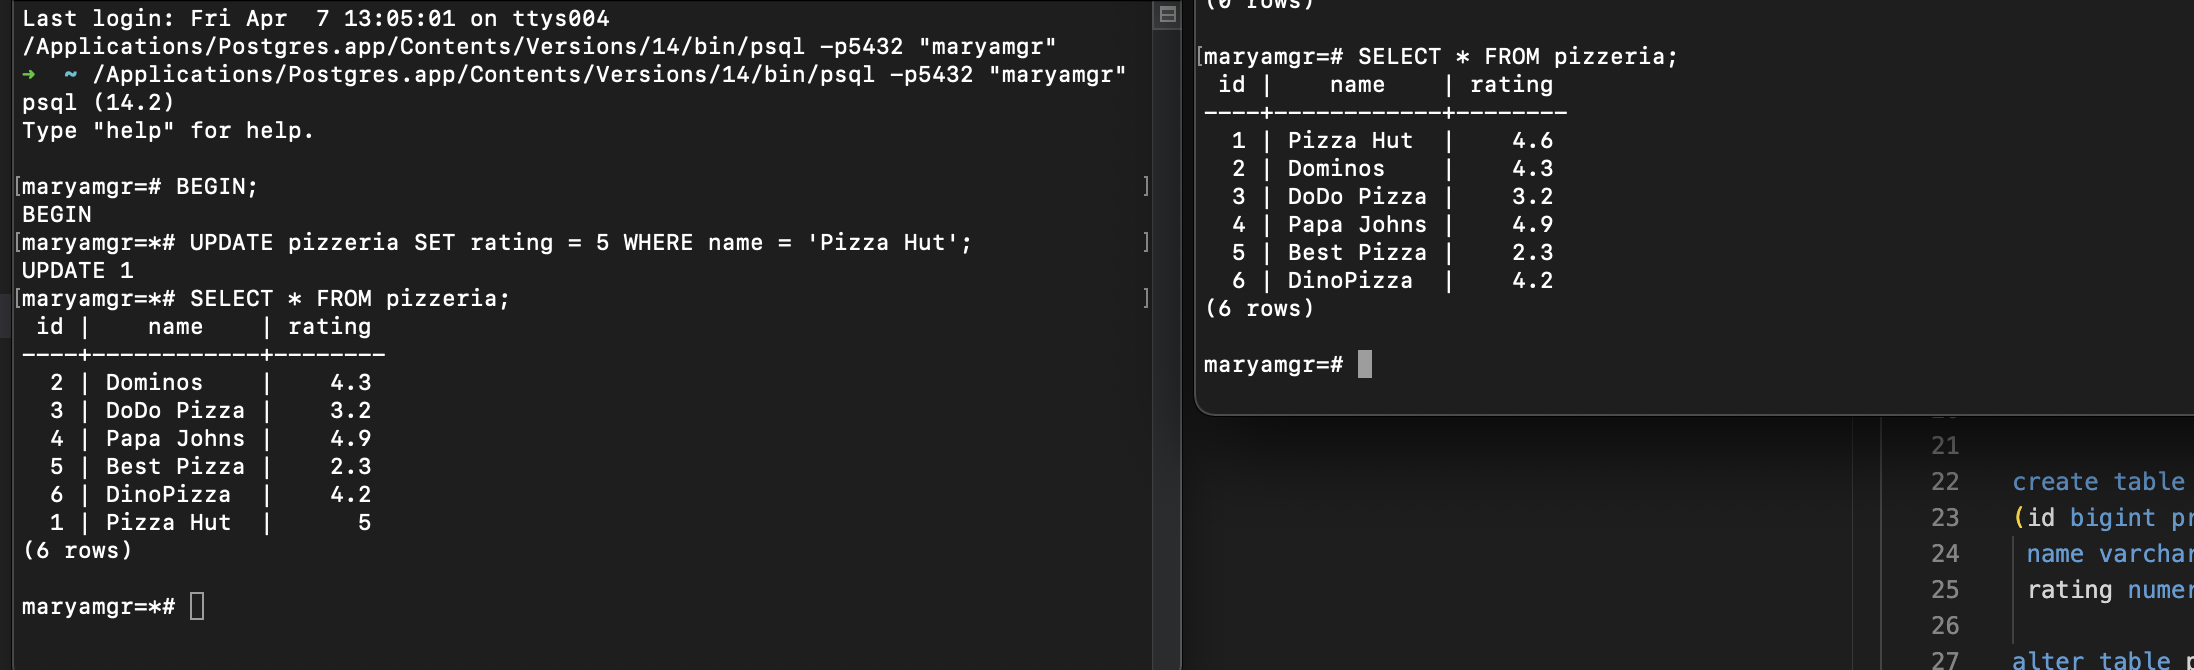 Last login: Fri Apr  7 13:05:01 on ttys004
/Applications/Postgres.app/Contents/Versions/14/bin/psql -p5432 "maryamgr"
➜  ~ /Applications/Postgres.app/Contents/Versions/14/bin/psql -p5432 "maryamgr"
psql (14.2)
Type "help" for help.
[maryamgr=# BEGIN; ]
BEGIN
[maryamgr=*# UPDATE pizzeria SET rating = 5 WHERE name = 'Pizza Hut'; ]
UPDATE 1
[maryamgr=*# SELECT * FROM pizzeria; ]
 id |    name    | rating
----+------------+--------
  2 | Dominos    |    4.3
  3 | DoDo Pizza |    3.2
  4 | Papa Johns |    4.9
  5 | Best Pizza |    2.3
  6 | DinoPizza  |    4.2
  1 | Pizza Hut  |      5
(6 rows)
maryamgr=*#
(0 rows)
[maryamgr=# SELECT * FROM pizzeria;
 id |    name    | rating
----+------------+--------
  1 | Pizza Hut  |    4.6
  2 | Dominos    |    4.3
  3 | DoDo Pizza |    3.2
  4 | Papa Johns |    4.9
  5 | Best Pizza |    2.3
  6 | DinoPizza  |    4.2
(6 rows)
maryamgr=#
21
22 create table
23 (id bigint pr
24 name varchar
25 rating numer
26
27 alter table p